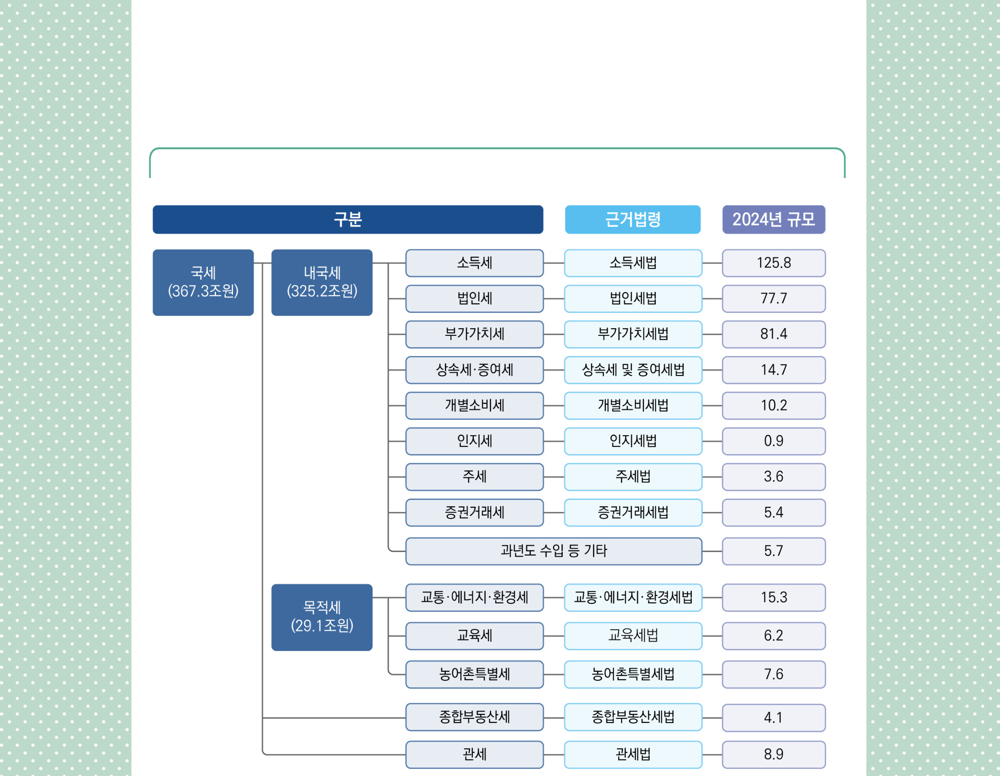 구분 근거법령 2024년 규모
국세
(367.3조원)
내국세
(325.2조원)
소득세 소득세법 125.8
법인세 법인세법 77.7
부가가치세 부가가치세법 81.4
상속세·증여세 상속세 및 증여세법 14.7
개별소비세 개별소비세법 10.2
인지세 인지세법 0.9
주세 주세법 3.6
증권거래세 증권거래세법 5.4
과년도 수입 등 기타 5.7
목적세
(29.1조원)
교통·에너지·환경세 교통·에너지·환경세법 15.3
교육세 교육세법 6.2
농어촌특별세 농어촌특별세법 7.6
종합부동산세 종합부동산세법 4.1
관세 관세법 8.9